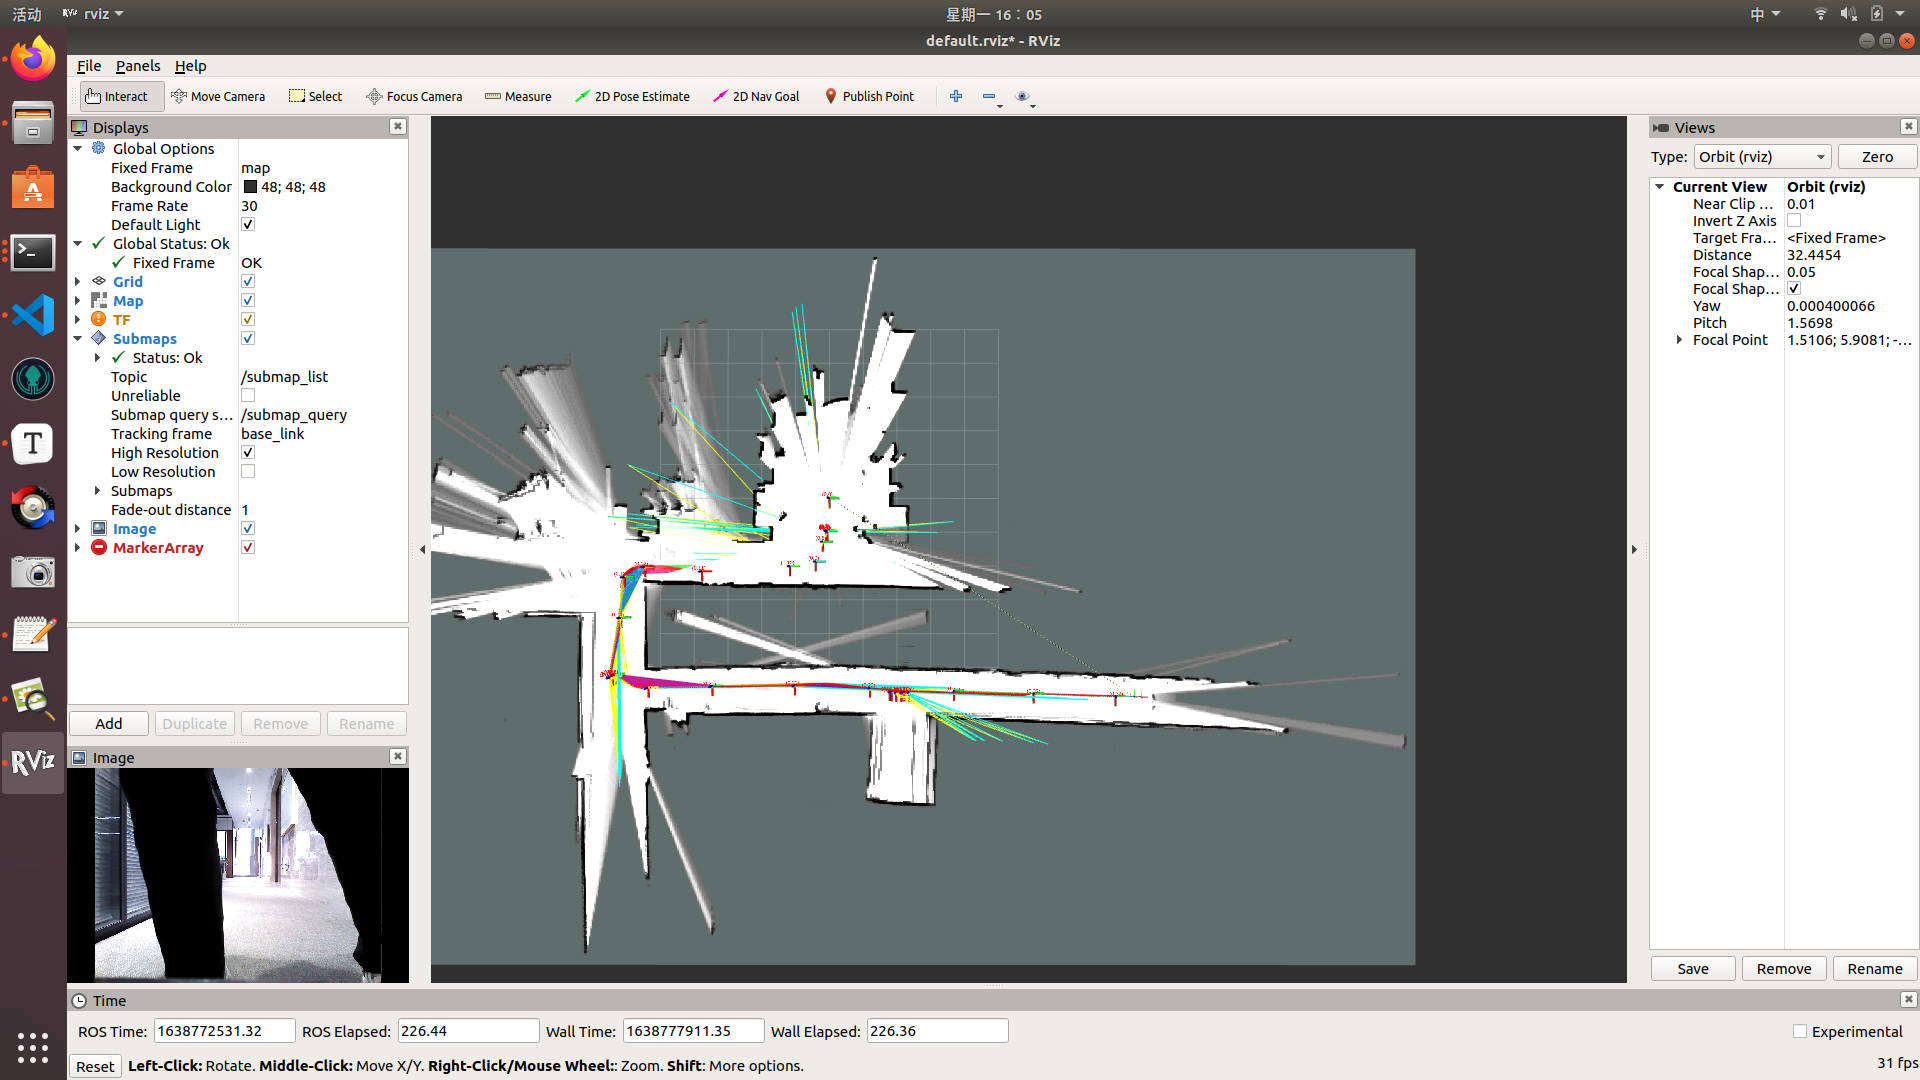 活动 rviz 星期一 16：05 中
default.rviz* - RViz
File Panels Help
Interact Move Camera Select Focus Camera Measure 2D Pose Estimate 2D Nav Goal Publish Point
Displays
Global Options
Fixed Frame map
Background Color 48; 48; 48
Frame Rate 30
Default Light
Global Status: Ok
Fixed Frame OK
Grid
Map
TF
Submaps
Status: Ok
Topic /submap_list
Unreliable
Submap query s... /submap_query
Tracking frame base_link
High Resolution
Low Resolution
Submaps
Fade-out distance 1
Image
MarkerArray
Add Duplicate Remove Rename
Image
Views
Type: Orbit (rviz) Zero
Current View Orbit (rviz)
Near Clip ... 0.01
Invert Z Axis
Target Fra... <Fixed Frame>
Distance 32.4454
Focal Shap... 0.05
Focal Shap...
Yaw 0.000400066
Pitch 1.5698
Focal Point 1.5106; 5.9081; -...
Save Remove Rename
Time
ROS Time: 1638772531.32 ROS Elapsed: 226.44 Wall Time: 1638777911.35 Wall Elapsed: 226.36 Experimental
Reset Left-Click: Rotate. Middle-Click: Move X/Y. Right-Click/Mouse Wheel:: Zoom. Shift: More options. 31 fps
RViz